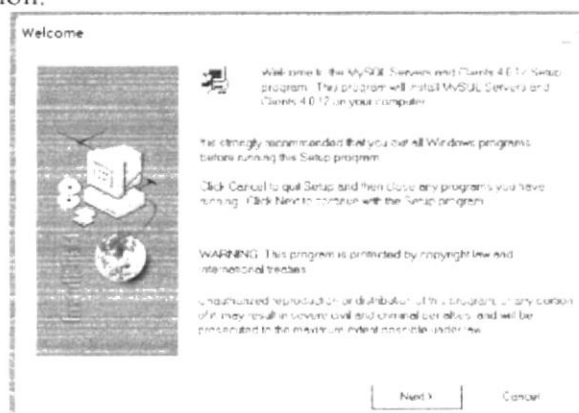 ion.
Welcome
Welcome to the MySQL Servers and Clients 4.0.12 Setup
program. This program will install MySQL Servers and
Clients 4.0.12 on your computer.
It is strongly recommended that you exit all Windows programs
before running this Setup program.
Click Cancel to quit Setup and then close any programs you have
running. Click Next to continue with the Setup program.
WARNING: This program is protected by copyright law and
international treaties.
Unauthorized reproduction or distribution of this program, or any portion
of it, may result in severe civil and criminal penalties, and will be
prosecuted to the maximum extent possible under law.
Next >
Cancel